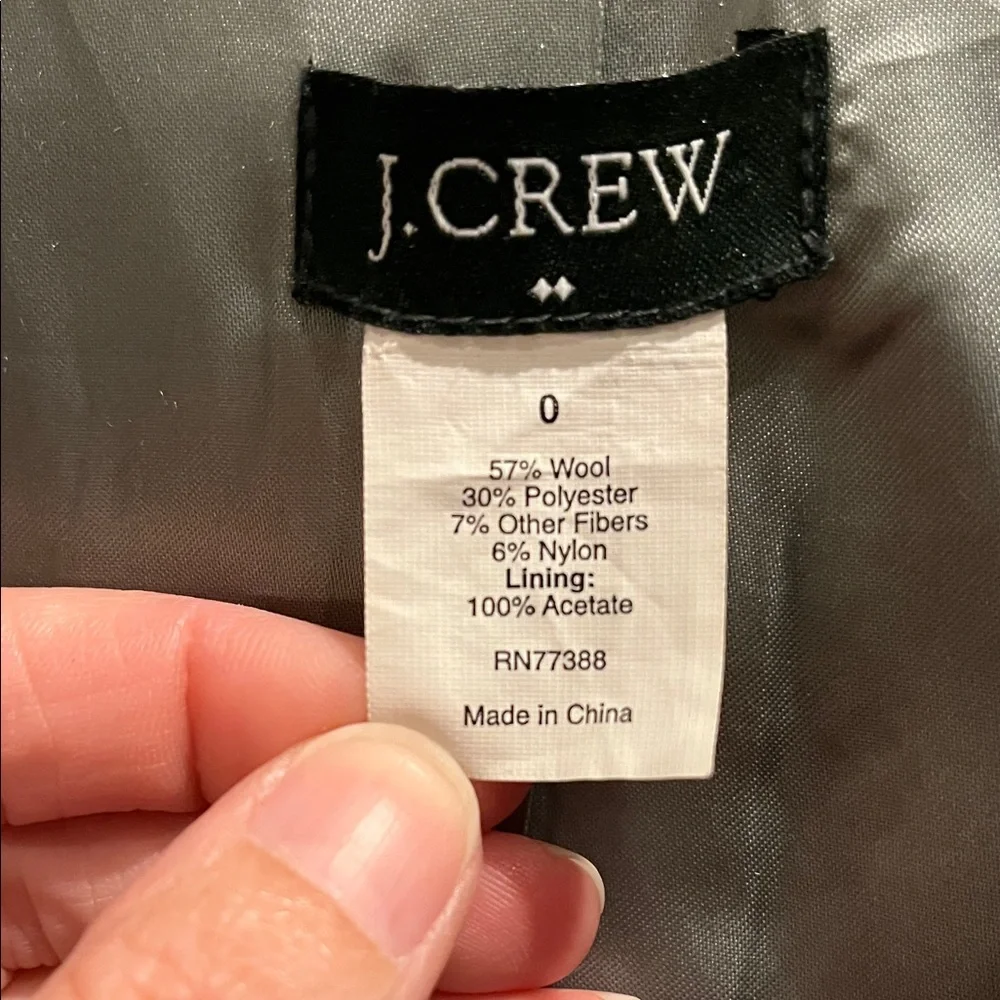 J.CREW
0
57% Wool
30% Polyester
7% Other Fibers
6% Nylon
Lining:
100% Acetate
RN77388
Made in China